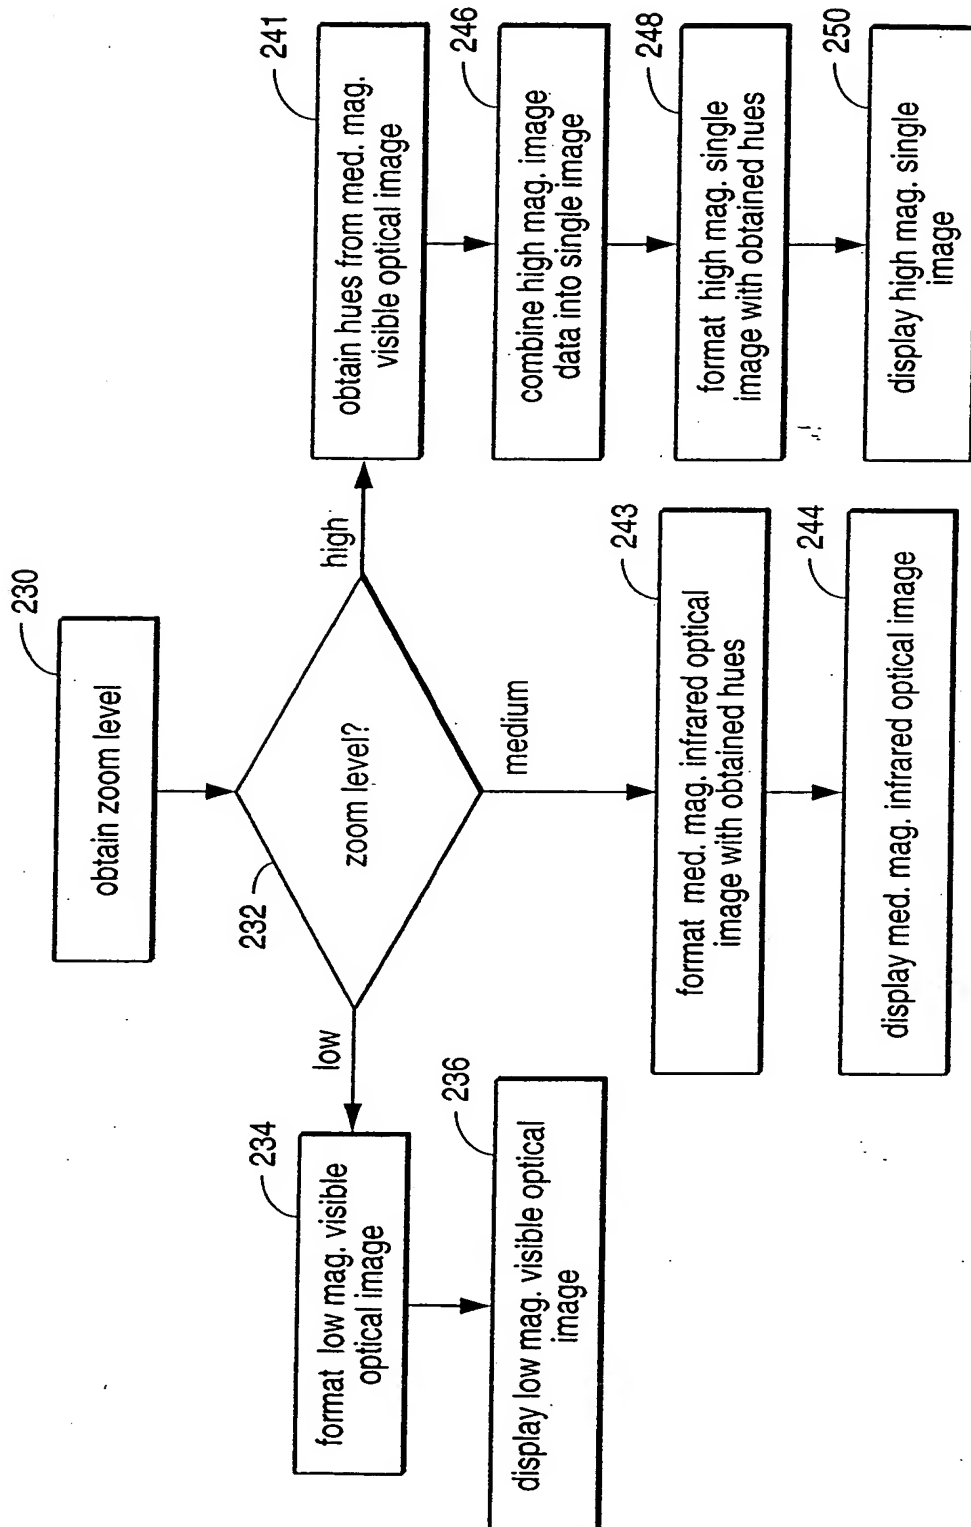 230
obtain zoom level
232
zoom level?
low
medium
high
234
format low mag. visible
optical image
236
display low mag. visible optical
image
243
format med. mag. infrared optical
image with obtained hues
244
display med. mag. infrared optical image
241
obtain hues from med. mag.
visible optical image
246
combine high mag. image
data into single image
248
format high mag. single
image with obtained hues
250
display high mag. single
image